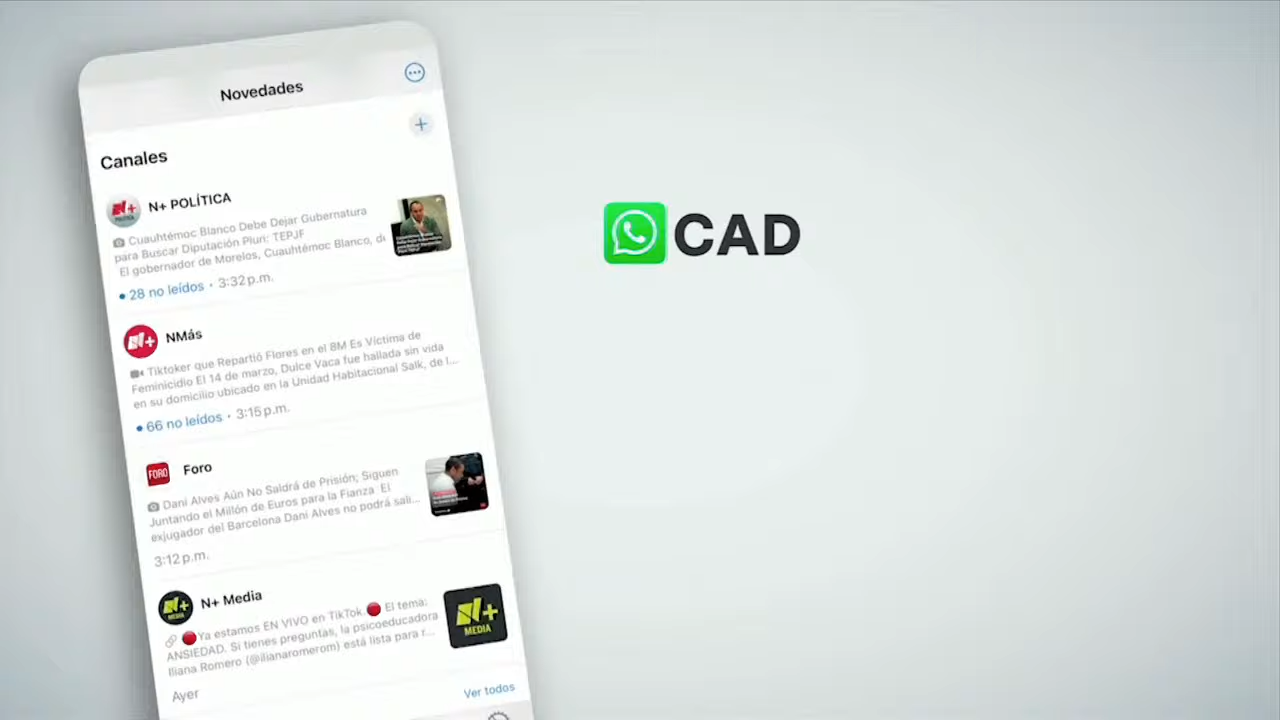 Novedades
Canales
N+ POLÍTICA
Cuauhtémoc Blanco Debe Dejar Gubernatura
para Buscar Diputación Pluri: TEPJF
El gobernador de Morelos, Cuauhtémoc Blanco, de
28 no leídos · 3:32 p.m.
NMás
Tiktoker que Repartió Flores en el 8M Es Víctima de
Feminicidio El 14 de marzo, Dulce Vaca fue hallada sin vida
en su domicilio ubicado en la Unidad Habitacional Salk, de l...
66 no leídos · 3:15 p.m.
FORO
Foro
Dani Alves Aún No Saldrá de Prisión; Siguen
Juntando el Millón de Euros para la Fianza El
exjugador del Barcelona Dani Alves no podrá sali...
3:12 p.m.
N+ Media
Ya estamos EN VIVO en TikTok El tema:
ANSIEDAD. Si tienes preguntas, la psicoeducadora
Iliana Romero (@ilianaromerom) está lista para r...
N+
MEDIA
Ayer
Ver todos
CAD